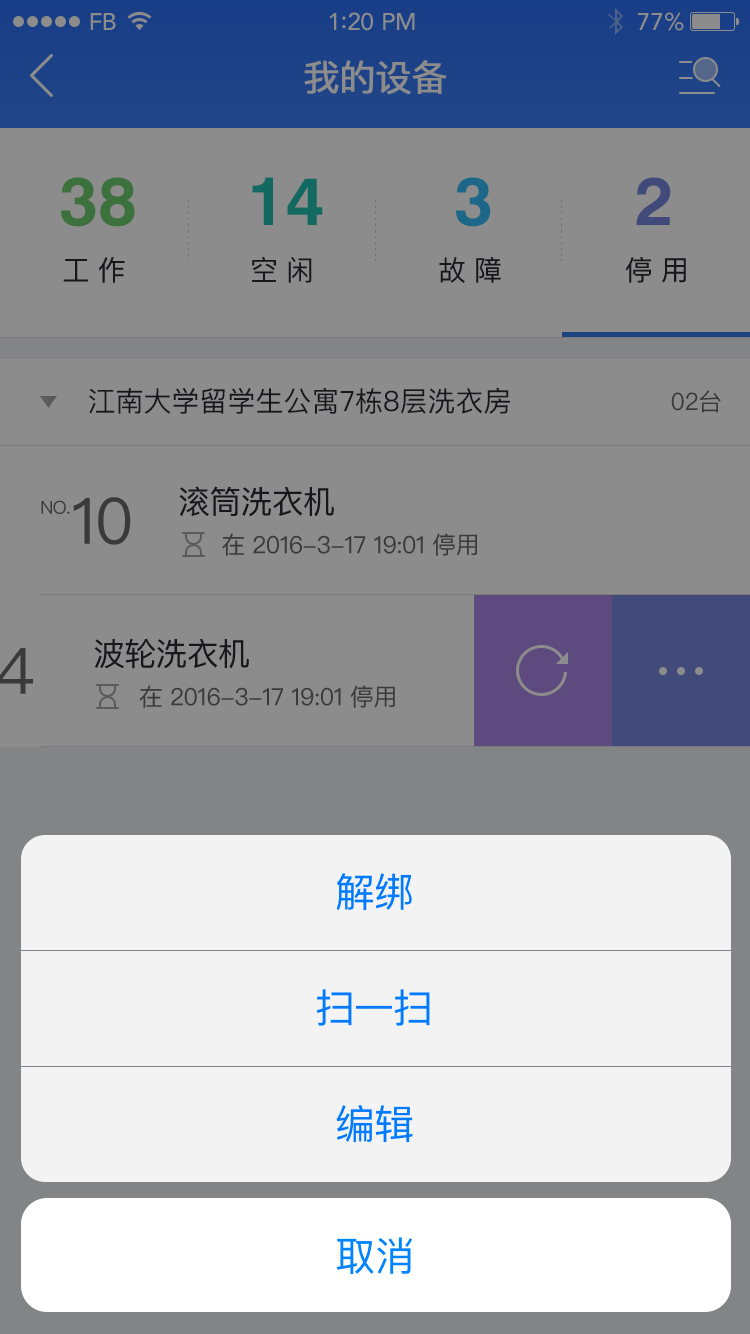 FB 1:20 PM 77%
我的设备
38 14 3 2
工作 空闲 故障 停用
江南大学留学生公寓7栋8层洗衣房 02台
NO.10 滚筒洗衣机
在 2016-3-17 19:01 停用
4 波轮洗衣机
在 2016-3-17 19:01 停用
解绑
扫一扫
编辑
取消